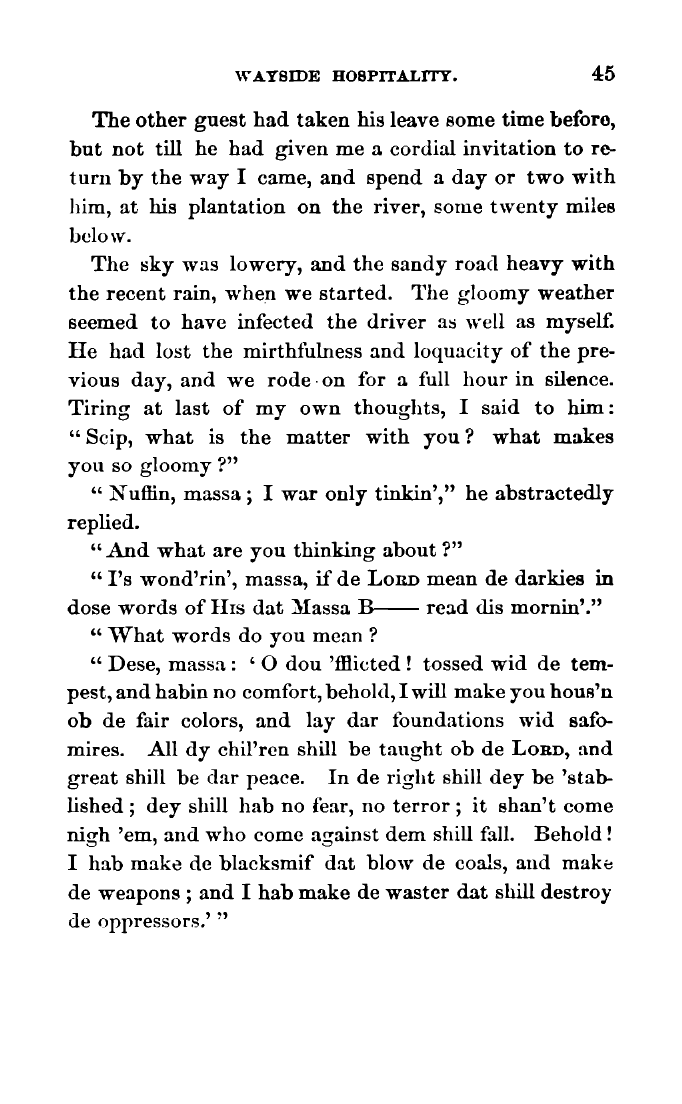 WAYSIDE HOSPITALITY. 45
The other guest had taken his leave some time before,
but not till he had given me a cordial invitation to re-
turn by the way I came, and spend a day or two with
him, at his plantation on the river, some twenty miles
below.
The sky was lowery, and the sandy road heavy with
the recent rain, when we started. The gloomy weather
seemed to have infected the driver as well as myself.
He had lost the mirthfulness and loquacity of the pre-
vious day, and we rode on for a full hour in silence.
Tiring at last of my own thoughts, I said to him:
“Scip, what is the matter with you? what makes
you so gloomy?”
“Nuffin, massa; I war only tinkin’,” he abstractedly
replied.
“And what are you thinking about?”
“I's wond'rin’, massa, if de LORD mean de darkies in
dose words of HIS dat Massa B—— read dis mornin’.”
“What words do you mean?
“Dese, massa: ‘O dou ’fflicted! tossed wid de tem-
pest, and habin no comfort, behold, I will make you hous’n
ob de fair colors, and lay dar foundations wid safo-
mires. All dy chil’ren shill be taught ob de LORD, and
great shill be dar peace. In de right shill dey be ’stab-
lished; dey shill hab no fear, no terror; it shan’t come
nigh ’em, and who come against dem shill fall. Behold!
I hab make de blacksmif dat blow de coals, and make
de weapons; and I hab make de waster dat shill destroy
de oppressors.’”